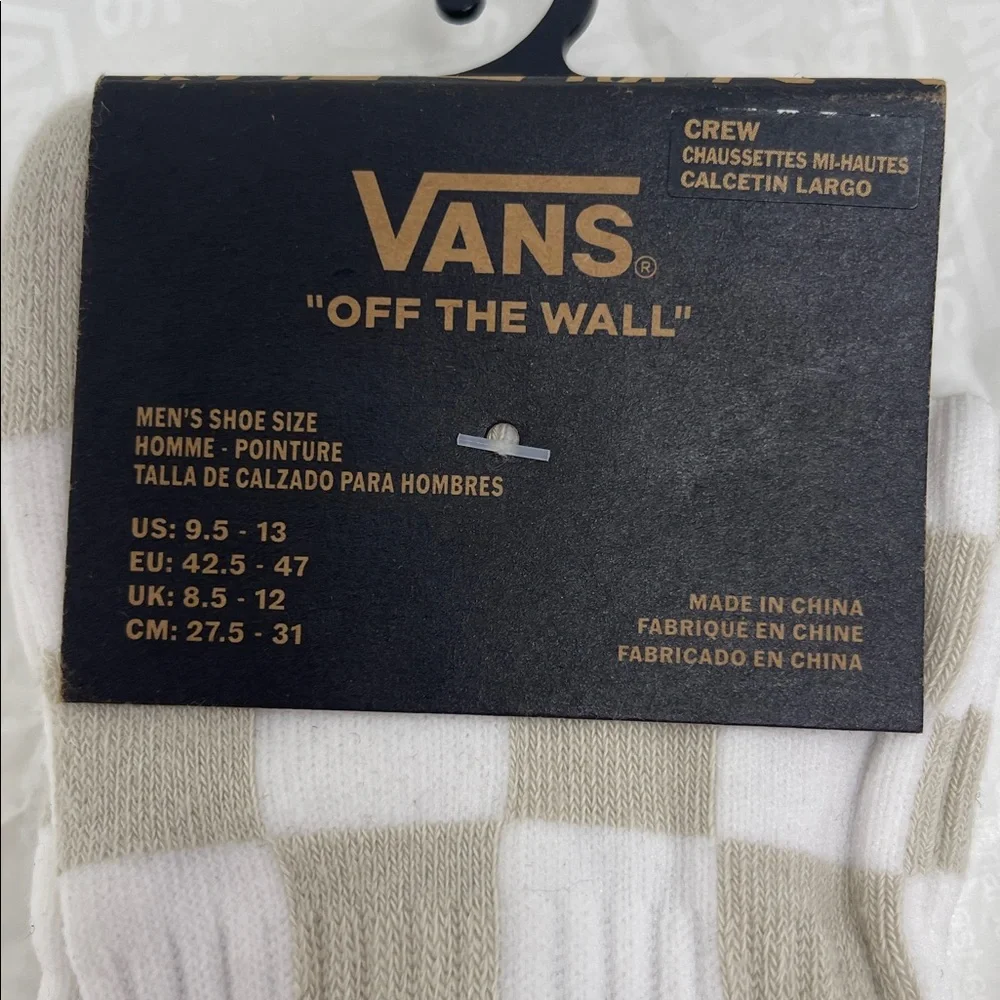 CREW
CHAUSSETTES MI-HAUTES
CALCETIN LARGO
VANS®
"OFF THE WALL"
MEN'S SHOE SIZE
HOMME - POINTURE
TALLA DE CALZADO PARA HOMBRES
US: 9.5 - 13
EU: 42.5 - 47
UK: 8.5 - 12
CM: 27.5 - 31
MADE IN CHINA
FABRIQUÉ EN CHINE
FABRICADO EN CHINA